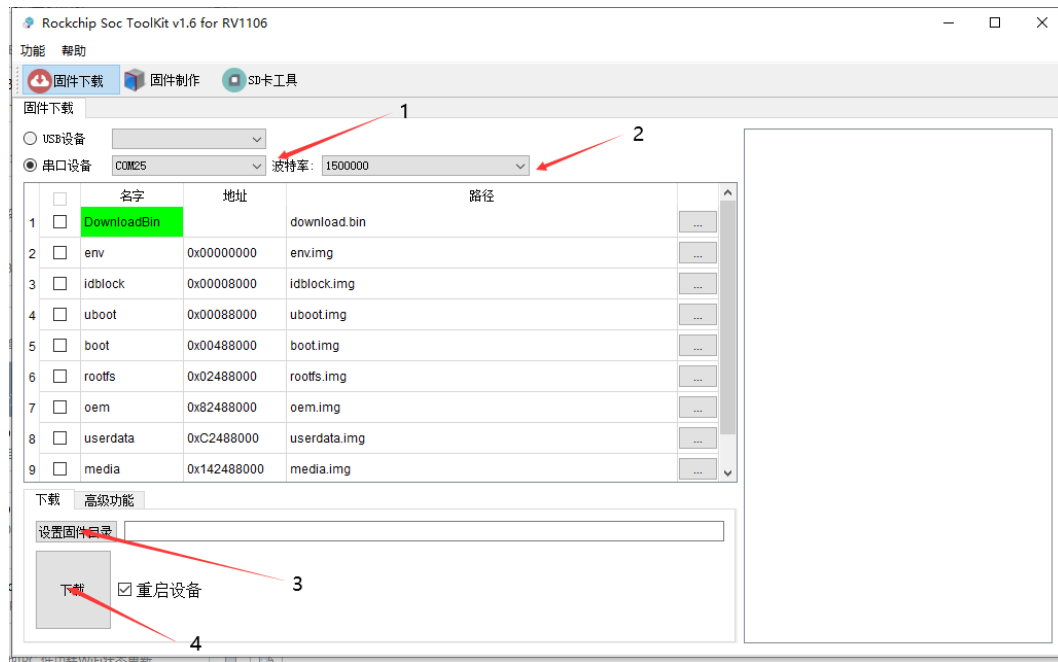 Rockchip Soc ToolKit v1.6 for RV1106
功能 帮助
固件下载 固件制作 SD卡工具
固件下载
1
2
USB设备
串口设备 COM25 波特率: 1500000
名字 地址 路径
1 DownloadBin download.bin ...
2 env 0x00000000 env.img ...
3 idblock 0x00008000 idblock.img ...
4 uboot 0x00088000 uboot.img ...
5 boot 0x00488000 boot.img ...
6 rootfs 0x02488000 rootfs.img ...
7 oem 0x82488000 oem.img ...
8 userdata 0xC2488000 userdata.img ...
9 media 0x142488000 media.img ...
下载 高级功能
设置固件目录
3
下载 重启设备
4